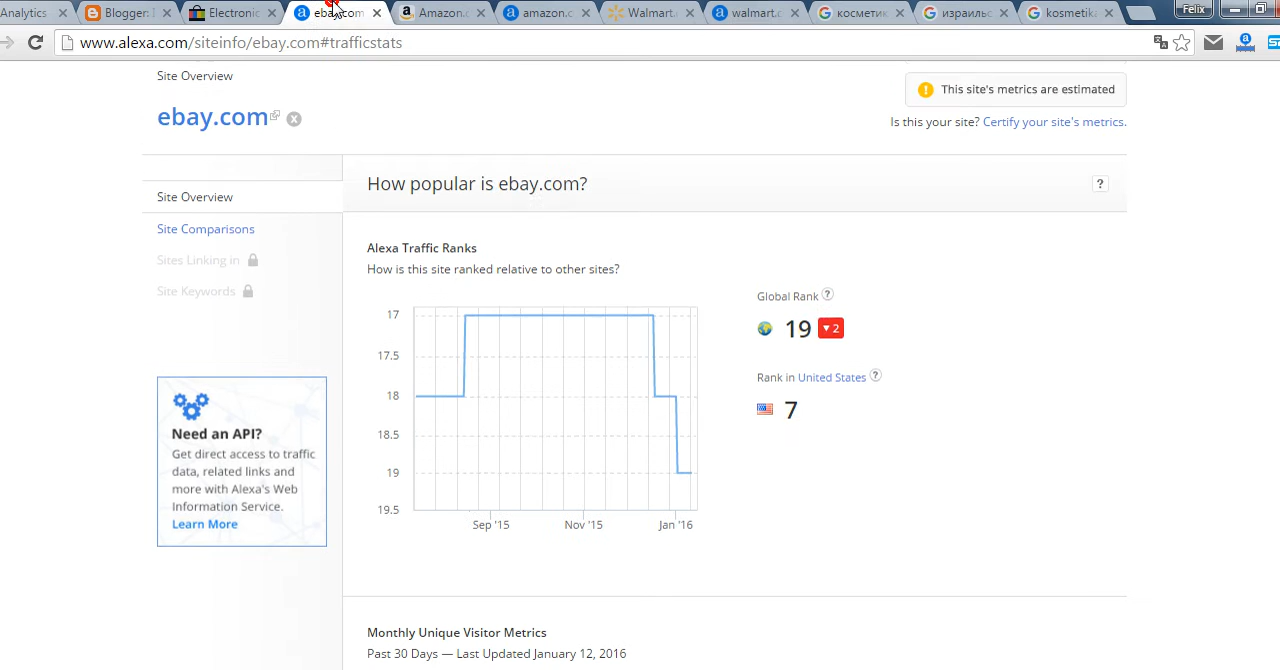 Analytics
Blogger:
Electronic
ebay.com
Amazon.c
amazon.c
Walmart.
walmart.c
косметик
израильс
kosmetika
Felix
www.alexa.com/siteinfo/ebay.com#trafficstats
Site Overview
ebay.com
This site's metrics are estimated
Is this your site? Certify your site's metrics.
Site Overview
Site Comparisons
Sites Linking in
Site Keywords
How popular is ebay.com?
?
Alexa Traffic Ranks
How is this site ranked relative to other sites?
17
17.5
18
18.5
19
19.5
Sep '15
Nov '15
Jan '16
Global Rank ?
19 2
Rank in United States ?
7
Need an API?
Get direct access to traffic
data, related links and
more with Alexa's Web
Information Service.
Learn More
Monthly Unique Visitor Metrics
Past 30 Days — Last Updated January 12, 2016